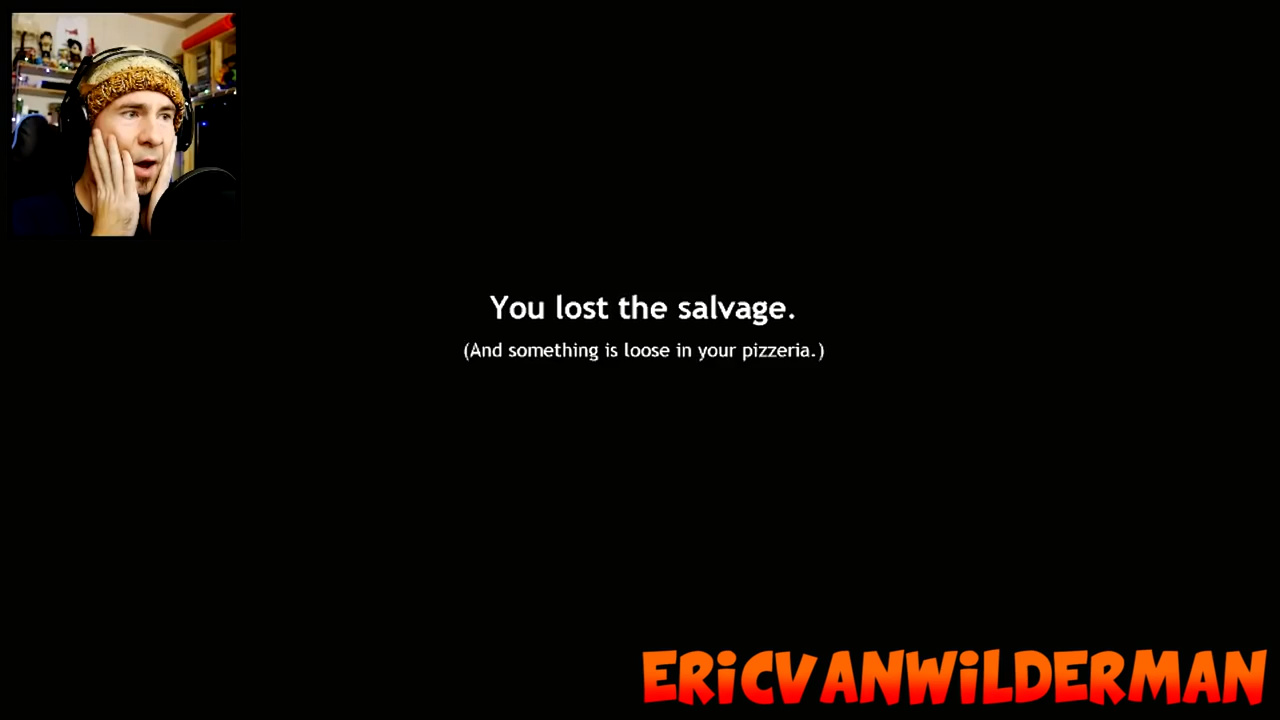 You lost the salvage.
(And something is loose in your pizzeria.)
ERiCVANWiLDERMAN